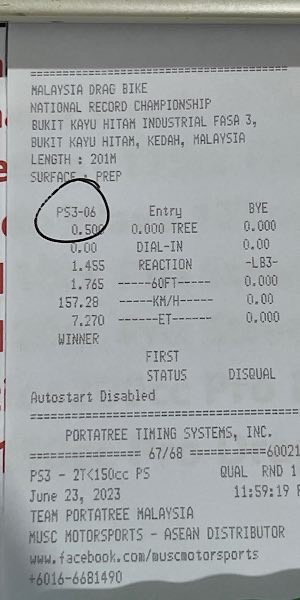 MALAYSIA DRAG BIKE
NATIONAL RECORD CHAMPIONSHIP
BUKIT KAYU HITAM INDUSTRIAL FASA 3,
BUKIT KAYU HITAM, KEDAH, MALAYSIA
LENGTH : 201M
SURFACE : PREP
PS3-06 Entry BYE
0.500 0.000 TREE 0.000
0.00 DIAL-IN 0.00
1.455 REACTION -LB3-
1.765 -----60FT----- 0.000
157.28 -----KM/H----- 0.00
7.270 ------ET----- 0.000
WINNER
FIRST
STATUS DISQUAL
Autostart Disabled
PORTATREE TIMING SYSTEMS, INC.
================ 67/68 ===========60021
PS3 - 2T<150cc PS QUAL RND 1
June 23, 2023 11:59:19
TEAM PORTATREE MALAYSIA
MUSC MOTORSPORTS - ASEAN DISTRIBUTOR
www.facebook.com/muscmotorsports
+6016-6681490